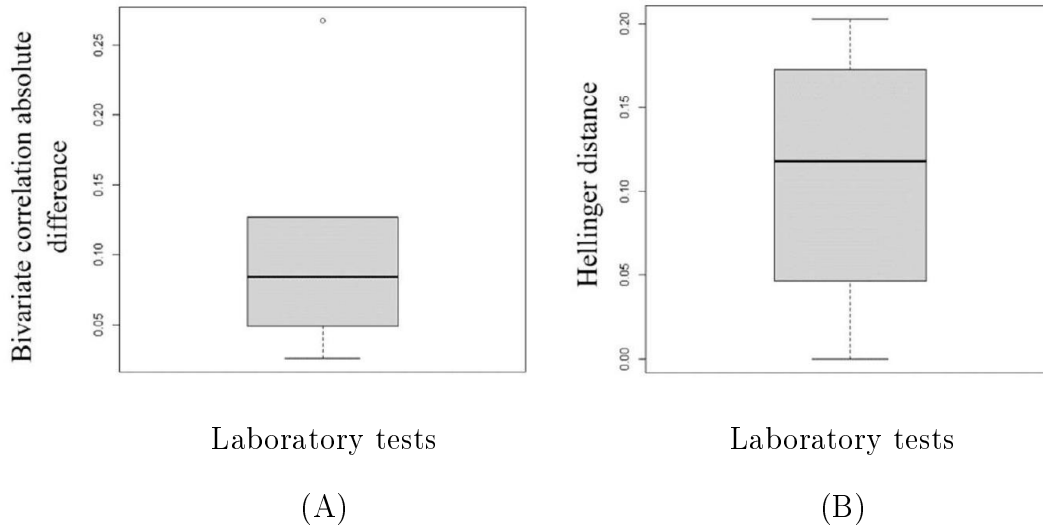 Bivariate correlation absolute
difference
0.25
0.20
0.15
0.10
0.05
Laboratory tests
(A)
Hellinger distance
0.20
0.15
0.10
0.05
0.00
Laboratory tests
(B)